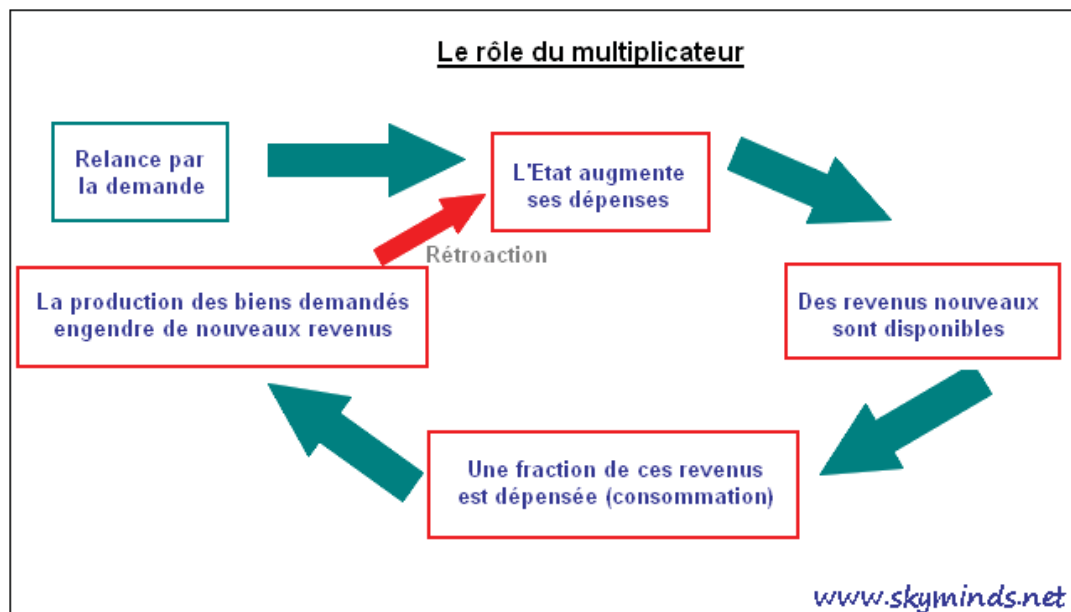 Le rôle du multiplicateur
Relance par
la demande
L'Etat augmente
ses dépenses
Rétroaction
La production des biens demandés
engendre de nouveaux revenus
Des revenus nouveaux
sont disponibles
Une fraction de ces revenus
est dépensée (consommation)
www.skyminds.net